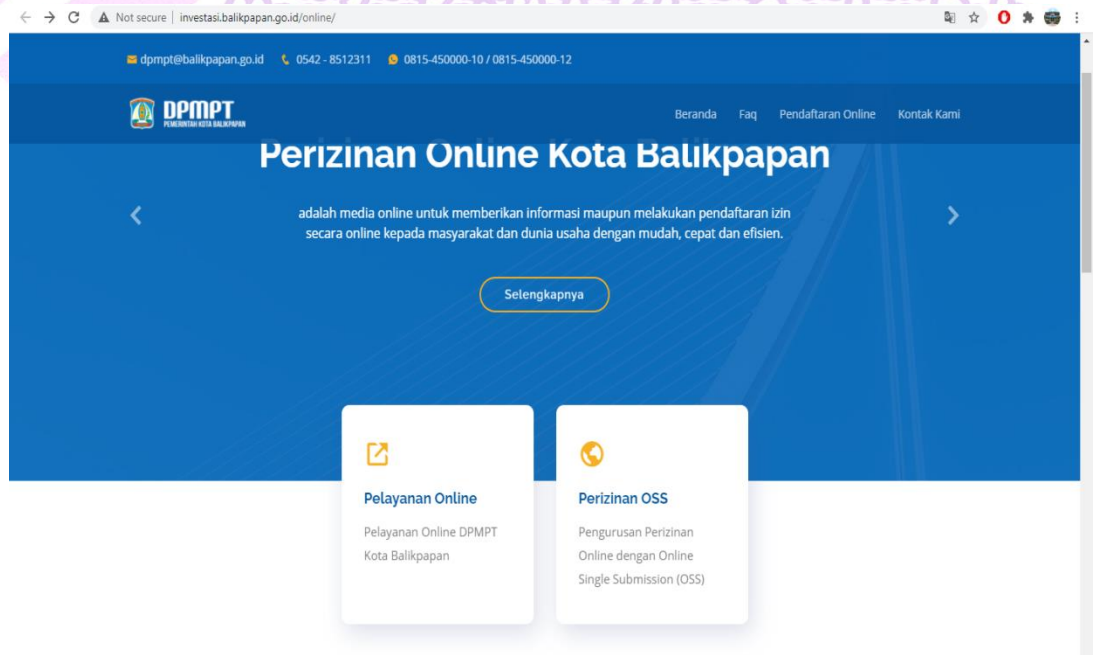 Not secure | investasi.balikpapan.go.id/online/
dpmpt@balikpapan.go.id 0542 - 8512311 0815-450000-10 / 0815-450000-12
DPMPT
PEMERINTAH KOTA BALIKPAPAN
Beranda Faq Pendaftaran Online Kontak Kami
Perizinan Online Kota Balikpapan
adalah media online untuk memberikan informasi maupun melakukan pendaftaran izin
secara online kepada masyarakat dan dunia usaha dengan mudah, cepat dan efisien.
Selengkapnya
Pelayanan Online
Pelayanan Online DPMPT
Kota Balikpapan
Perizinan OSS
Pengurusan Perizinan
Online dengan Online
Single Submission (OSS)